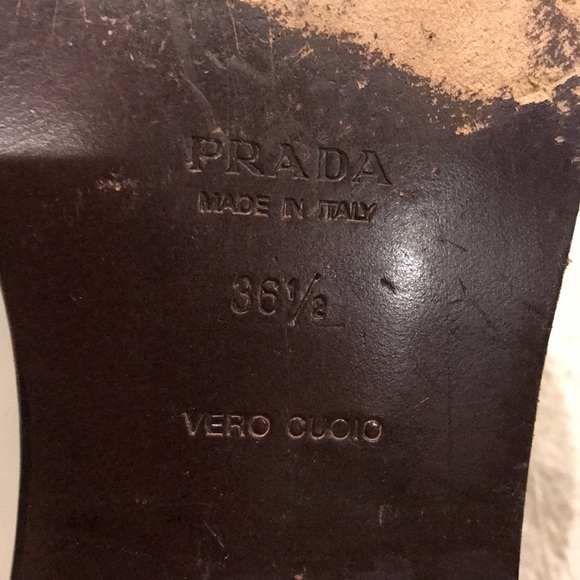 PRADA
MADE IN ITALY
36½
VERO CUOIO